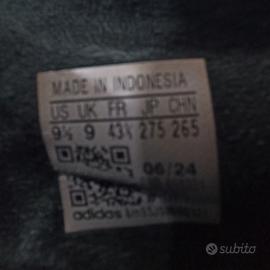 MADE IN INDONESIA
US UK FR JP CHN
9½ 9 43⅓ 275 265
06/24
adidas
subito